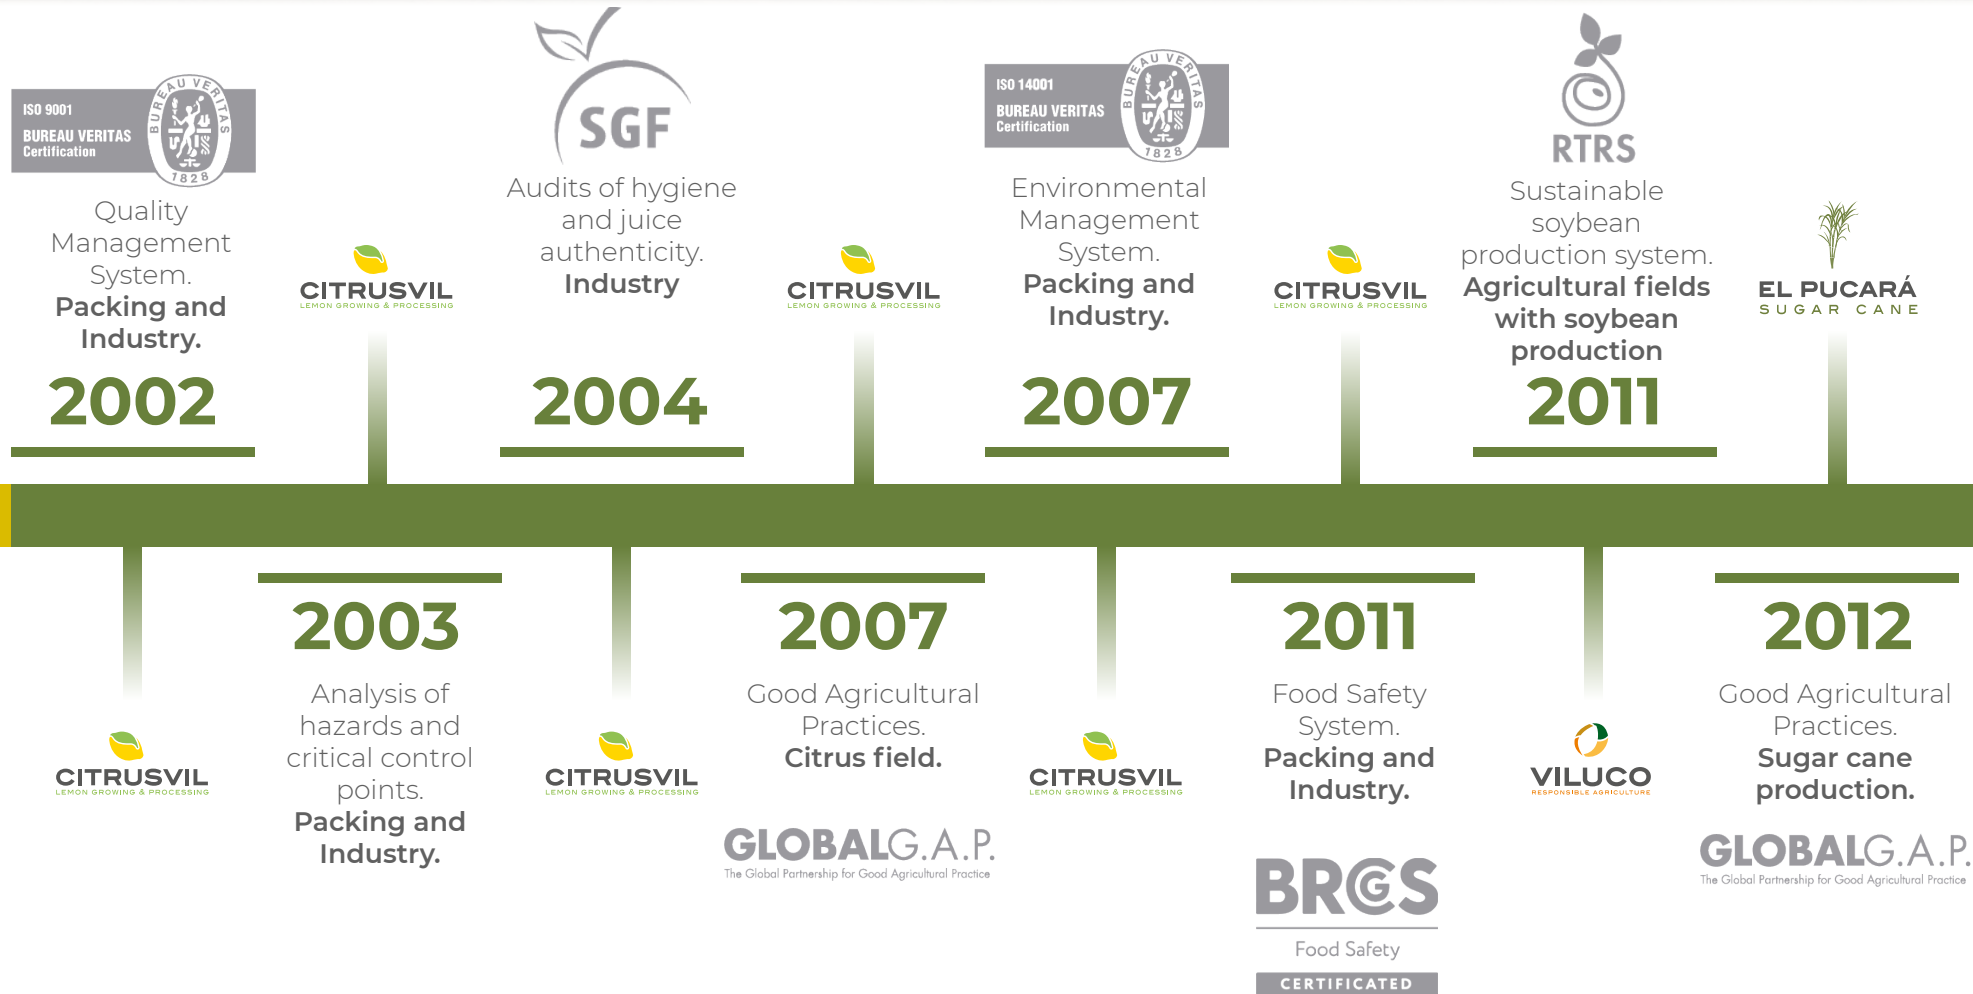 ISO 9001
BUREAU VERITAS
Certification
BUREAU VERITAS
1828
Quality
Management
System.
Packing and
Industry.
2002
CITRUSVIL
LEMON GROWING & PROCESSING
CITRUSVIL
LEMON GROWING & PROCESSING
2003
Analysis of
hazards and
critical control
points.
Packing and
Industry.
SGF
Audits of hygiene
and juice
authenticity.
Industry
2004
CITRUSVIL
LEMON GROWING & PROCESSING
CITRUSVIL
LEMON GROWING & PROCESSING
2007
Good Agricultural
Practices.
Citrus field.
GLOBALG.A.P.
The Global Partnership for Good Agricultural Practice
ISO 14001
BUREAU VERITAS
Certification
BUREAU VERITAS
1828
Environmental
Management
System.
Packing and
Industry.
2007
CITRUSVIL
LEMON GROWING & PROCESSING
CITRUSVIL
LEMON GROWING & PROCESSING
2011
Food Safety
System.
Packing and
Industry.
BRCGS
Food Safety
CERTIFICATED
RTRS
Sustainable
soybean
production system.
Agricultural fields
with soybean
production
2011
VILUCO
RESPONSIBLE AGRICULTURE
EL PUCARÁ
SUGAR CANE
2012
Good Agricultural
Practices.
Sugar cane
production.
GLOBALG.A.P.
The Global Partnership for Good Agricultural Practice